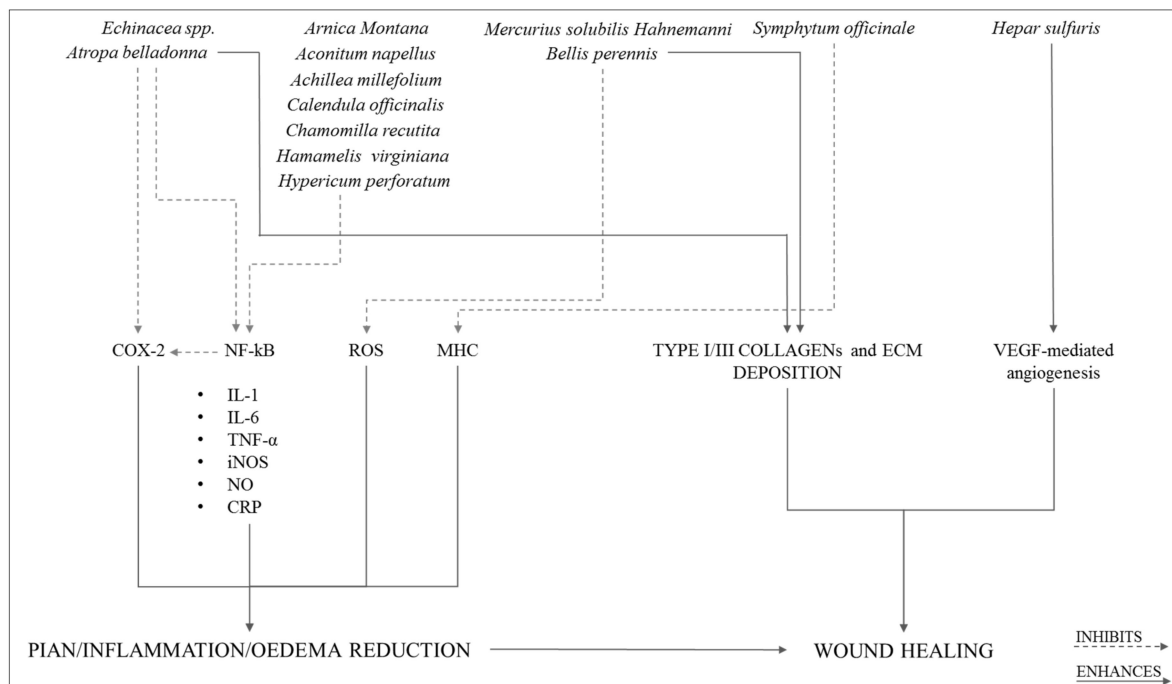 Echinacea spp.
Atropa belladonna
Arnica Montana
Aconitum napellus
Achillea millefolium
Calendula officinalis
Chamomilla recutita
Hamamelis virginiana
Hypericum perforatum
Mercurius solubilis Hahnemanni
Bellis perennis
Symphytum officinale
Hepar sulfuris
COX-2
NF-kB
ROS
MHC
TYPE I/III COLLAGENs and ECM
DEPOSITION
VEGF-mediated
angiogenesis
• IL-1
• IL-6
• TNF-α
• iNOS
• NO
• CRP
PIAN/INFLAMMATION/OEDEMA REDUCTION
WOUND HEALING
INHIBITS
ENHANCES